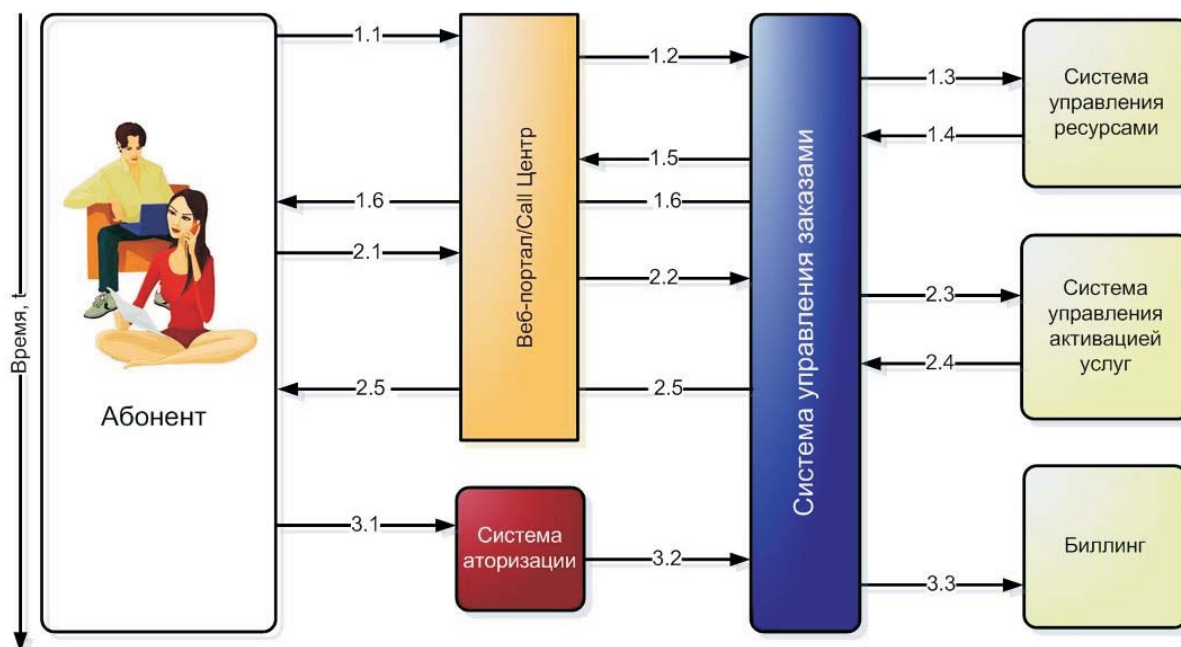 Время, t
Абонент
1.1
1.6
2.1
2.5
3.1
Веб-портал/Call Центр
Система
аторизации
1.2
1.5
1.6
2.2
2.5
3.2
Система управления заказами
1.3
1.4
2.3
2.4
3.3
Система
управления
ресурсами
Система
управления
активацией
услуг
Биллинг